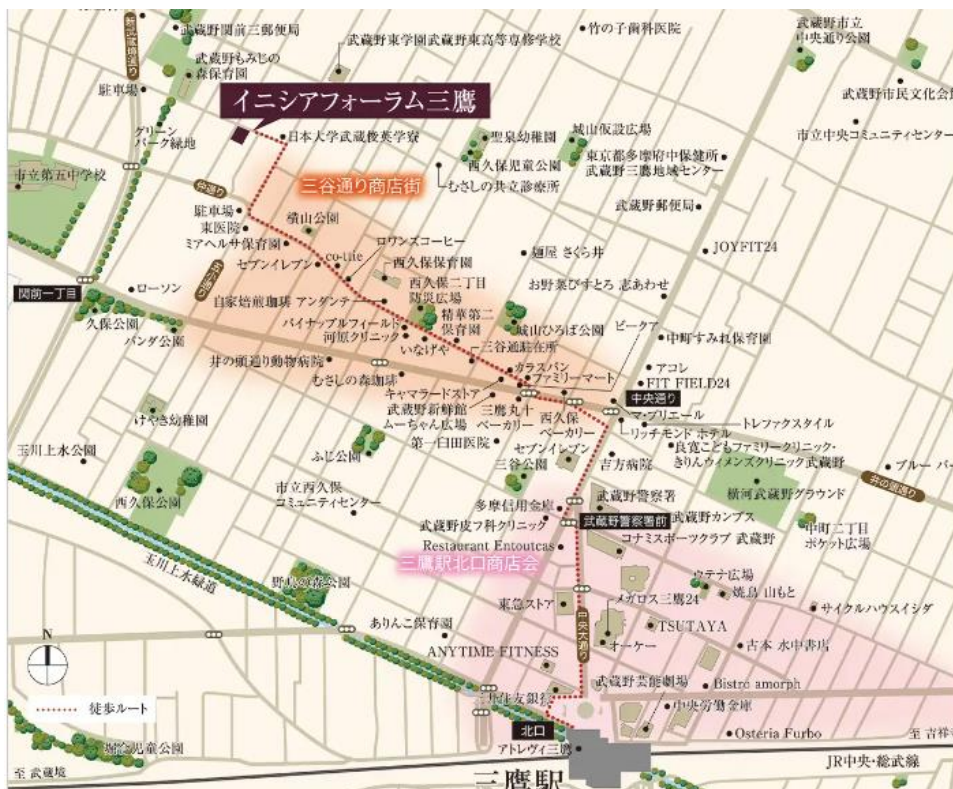 武蔵野関前三郵便局
武蔵野もみじの
森保育園
武蔵野東学園武蔵野東高等専修学校
竹の子歯科医院
武蔵野市立
中央通り公園
駐車場
武蔵野市民文化会
イニシアフォーラム三鷹
グリーン
パーク緑地
日本大学武蔵俊英学寮
聖泉幼稚園
城山仮設広場
市立中央コミュニティセンター
西久保児童公園
東京都多摩府中保健所
武蔵野三鷹地域センター
むさしの共立診療所
市立第五中学校
三谷通り商店街
仲通り
駐車場
東医院
ミアヘルサ保育園
横山公園
武蔵野郵便局
ロワンズコーヒー
麺屋 さくら井
JOYFIT24
セブンイレブン
co-tiie
西久保保育園
お野菜びすとろ 志あわせ
関前一丁目
ローソン
五小通り
自家焙煎珈琲 アンダンテ
西久保二丁目
防災広場
久保公園
パンダ公園
パイナップルフィールド
河原クリニック
精華第二
保育園
城山ひろば公園
ピークア
中町すみれ保育園
いなげや
三谷通駐在所
井の頭通り動物病院
むさしの森珈琲
カラスパン
ファミリーマート
アコレ
FIT FIELD24
中央通り
キャマラードストア
武蔵野新鮮館
ムーちゃん広場
三鷹丸十
ベーカリー
西久保
ベーカリー
マ・プリエール
トレファクスタイル
リッチモンド ホテル
けやき幼稚園
第一臼田医院
セブンイレブン
良寛こどもファミリークリニック・
きりんウィメンズクリニック武蔵野
玉川上水公園
ふじ公園
三谷公園
吉方病院
ブルー パー
井の頭通り
西久保公園
市立西久保
コミュニティセンター
横河武蔵野グラウンド
多摩信用金庫
武蔵野警察署
武蔵野皮フ科クリニック
武蔵野警察署前
武蔵野カンプス
中町二丁目
ポケット広場
Restaurant Entoutcas
コナミスポーツクラブ 武蔵野
三鷹駅北口商店会
玉川上水緑道
野鳥の森公園
ウテナ広場
焼鳥 山もと
東急ストア
メガロス三鷹24
サイクルハウスイシダ
ありんこ保育園
中央大通り
TSUTAYA
N
オーケー
古本 水中書店
ANYTIME FITNESS
武蔵野芸能劇場
Bistro amorph
徒歩ルート
中央労働金庫
北口
Osteria Furbo
堀合児童公園
アトレヴィ三鷹
至 吉祥
至 武蔵境
三鷹駅
JR中央・総武線